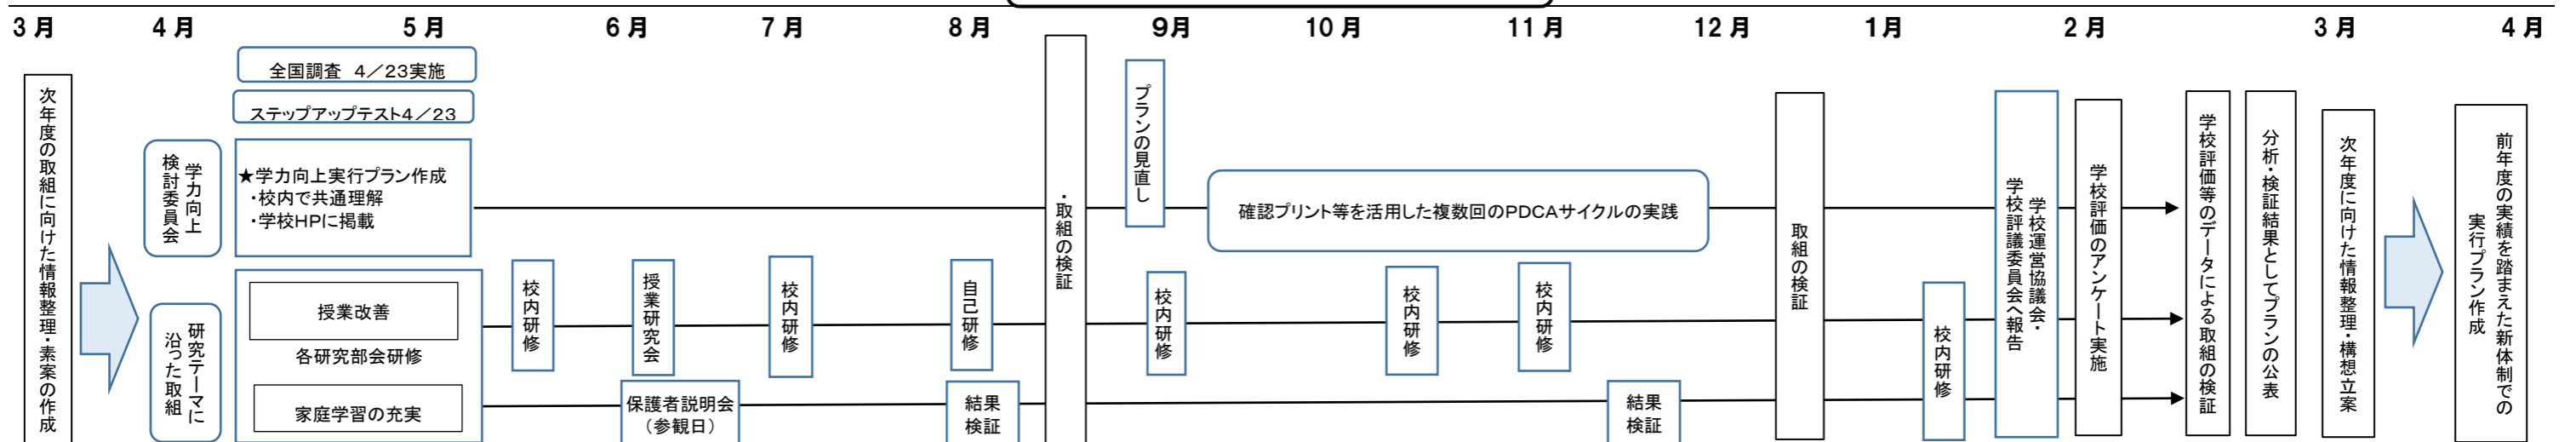 3月 4月 5月 6月 7月 8月 9月 10月 11月 12月 1月 2月 3月 4月
次年度の取組に向けた情報整理・素案の作成
学力向上
検討委員会
研究テーマに
沿った取組
全国調査 4／23実施
ステップアップテスト4／23
★学力向上実行プラン作成
・校内で共通理解
・学校HPに掲載
授業改善
各研究部会研修
家庭学習の充実
校内研修
授業研究会
保護者説明会
（参観日）
校内研修
自己研修
結果
検証
・取組の検証
プランの見直し
校内研修
確認プリント等を活用した複数回のPDCAサイクルの実践
校内研修
校内研修
結果
検証
取組の検証
校内研修
学校運営協議会・
学校評議委員会へ報告
学校評価のアンケート実施
学校評価等のデータによる取組の検証
分析・検証結果としてプランの公表
次年度に向けた情報整理・構想立案
前年度の実績を踏まえた新体制での
実行プラン作成